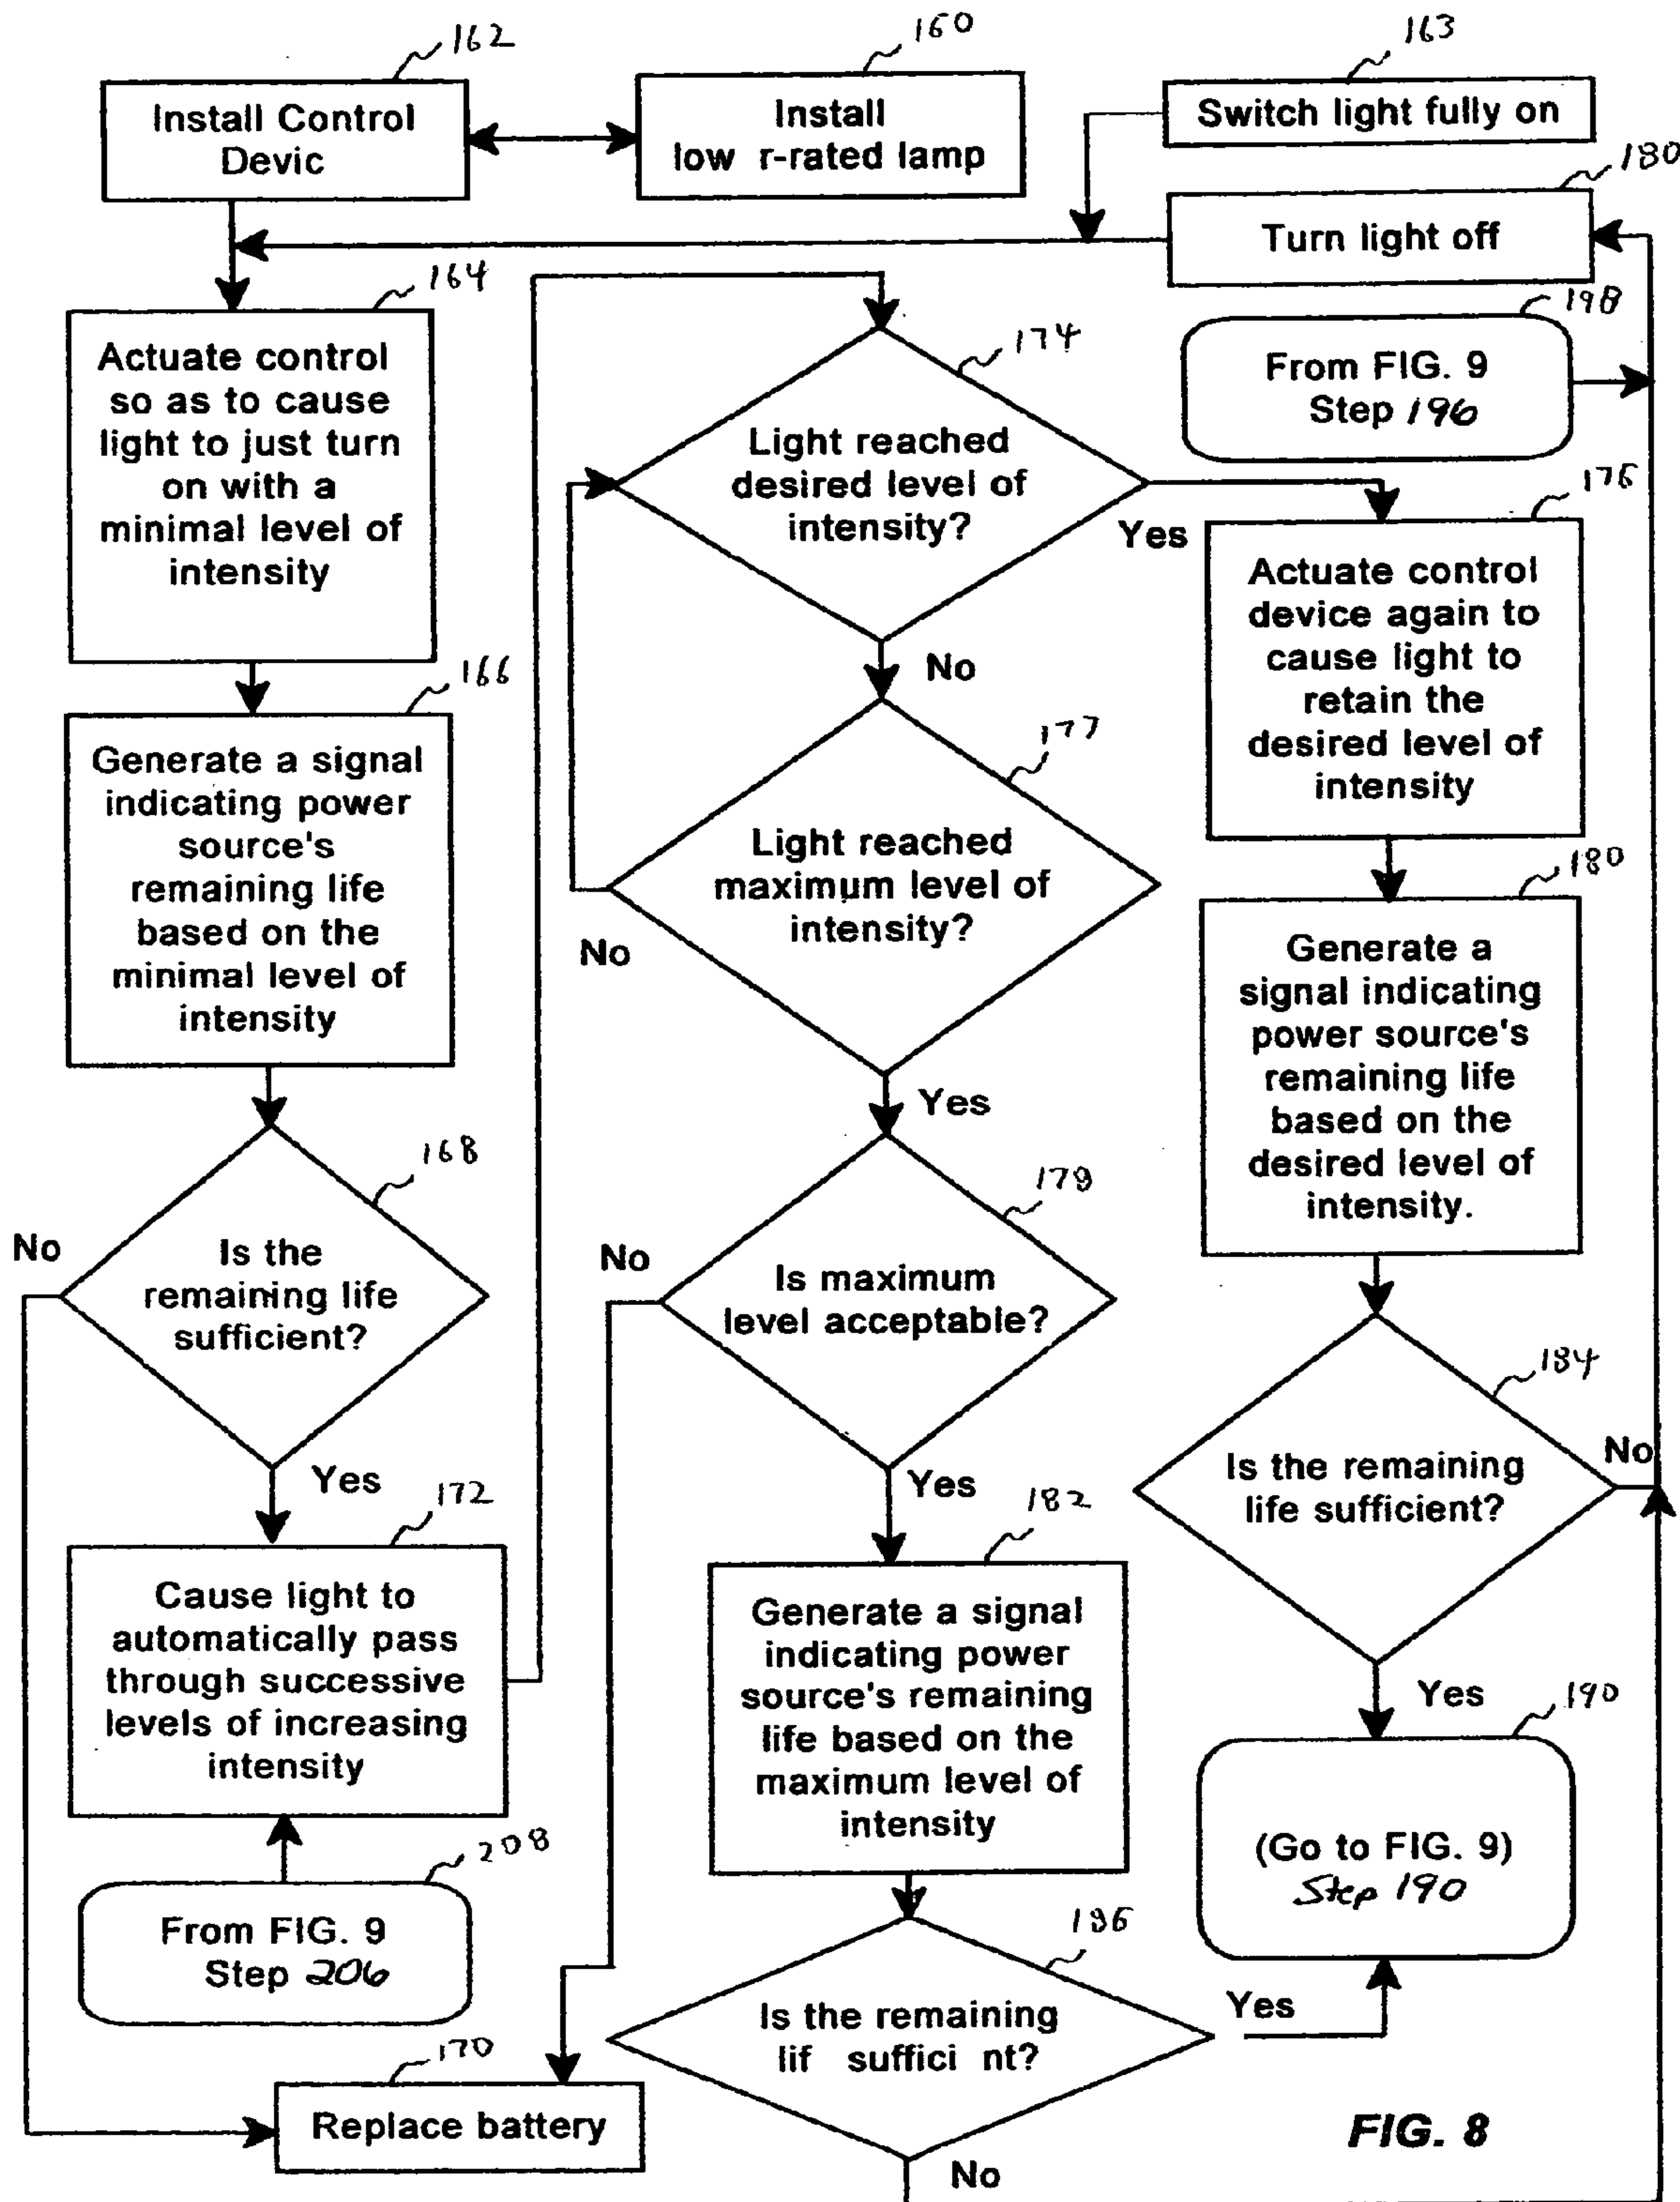 162
Install Control
Devic
160
Install
low r-rated lamp
163
Switch light fully on
180
Turn light off
164
Actuate control
so as to cause
light to just turn
on with a
minimal level of
intensity
174
Light reached
desired level of
intensity?
Yes
No
198
From FIG. 9
Step 196
176
Actuate control
device again to
cause light to
retain the
desired level of
intensity
166
Generate a signal
indicating power
source's
remaining life
based on the
minimal level of
intensity
177
Light reached
maximum level of
intensity?
No
Yes
180
Generate a
signal indicating
power source's
remaining life
based on the
desired level of
intensity.
168
No
Is the
remaining life
sufficient?
Yes
179
No
Is maximum
level acceptable?
Yes
184
Is the remaining
life sufficient?
No
Yes
172
Cause light to
automatically pass
through successive
levels of increasing
intensity
182
Generate a signal
indicating power
source's remaining
life based on the
maximum level of
intensity
190
(Go to FIG. 9)
Step 190
208
From FIG. 9
Step 206
186
Is the remaining
lif suffici nt?
Yes
No
170
Replace battery
FIG. 8